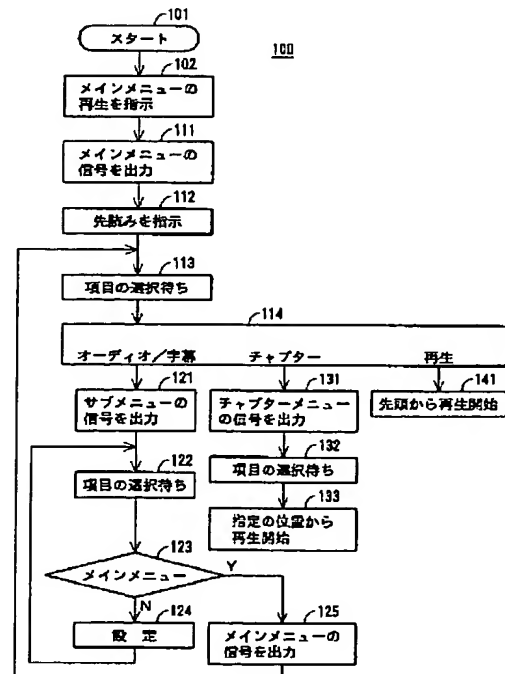 101
スタート
100
102
メインメニューの
再生を指示
111
メインメニューの
信号を出力
112
先読みを指示
113
項目の選択待ち
114
オーディオ/字幕 チャプター 再生
121
サブメニューの
信号を出力
131
チャプターメニュー
の信号を出力
141
先頭から再生開始
122
項目の選択待ち
132
項目の選択待ち
133
指定の位置から
再生開始
123
メインメニュー
Y
N
124
設 定
125
メインメニューの
信号を出力